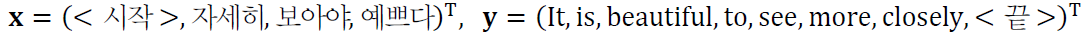 x = (< 시작 >, 자세히, 보아야, 예쁘다)ᵀ, y = (It, is, beautiful, to, see, more, closely, < 끝 >)ᵀ